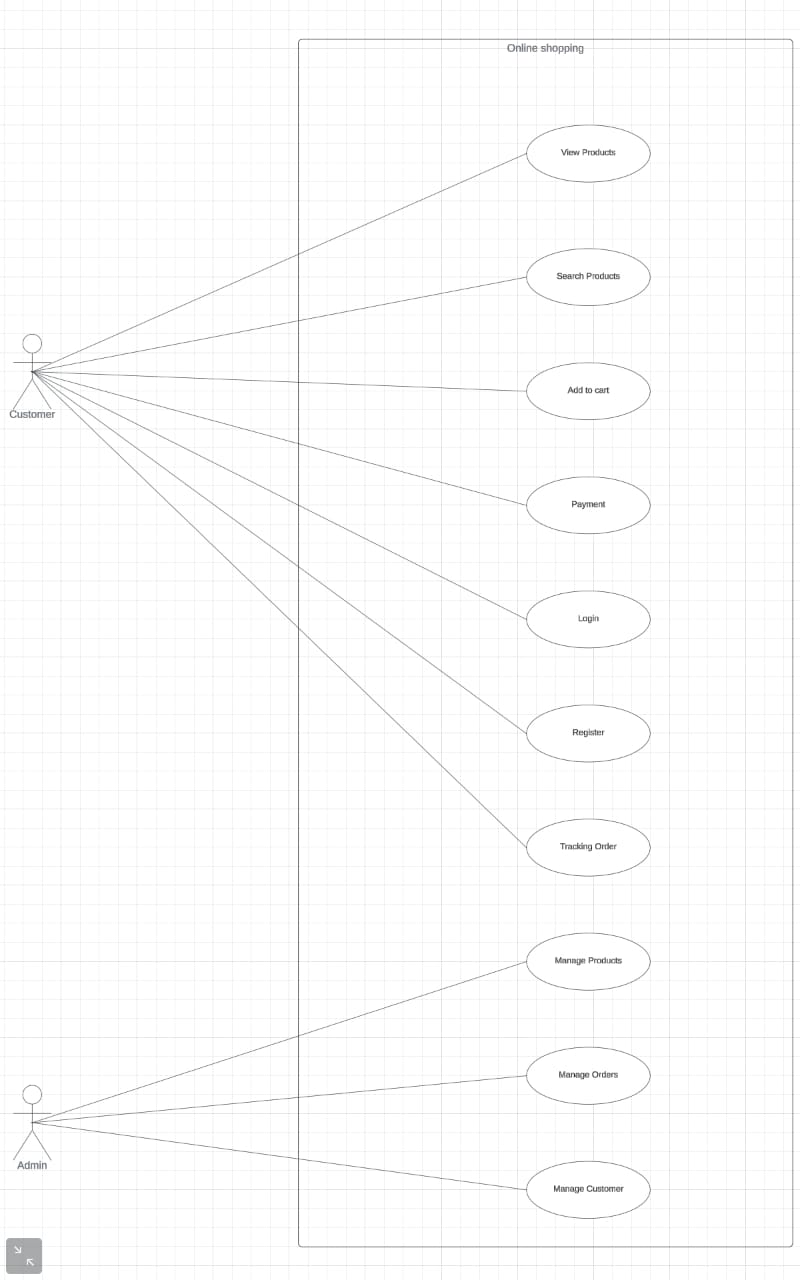 Online shopping
View Products
Search Products
Add to cart
Customer
Payment
Login
Register
Tracking Order
Manage Products
Manage Orders
Admin
Manage Customer